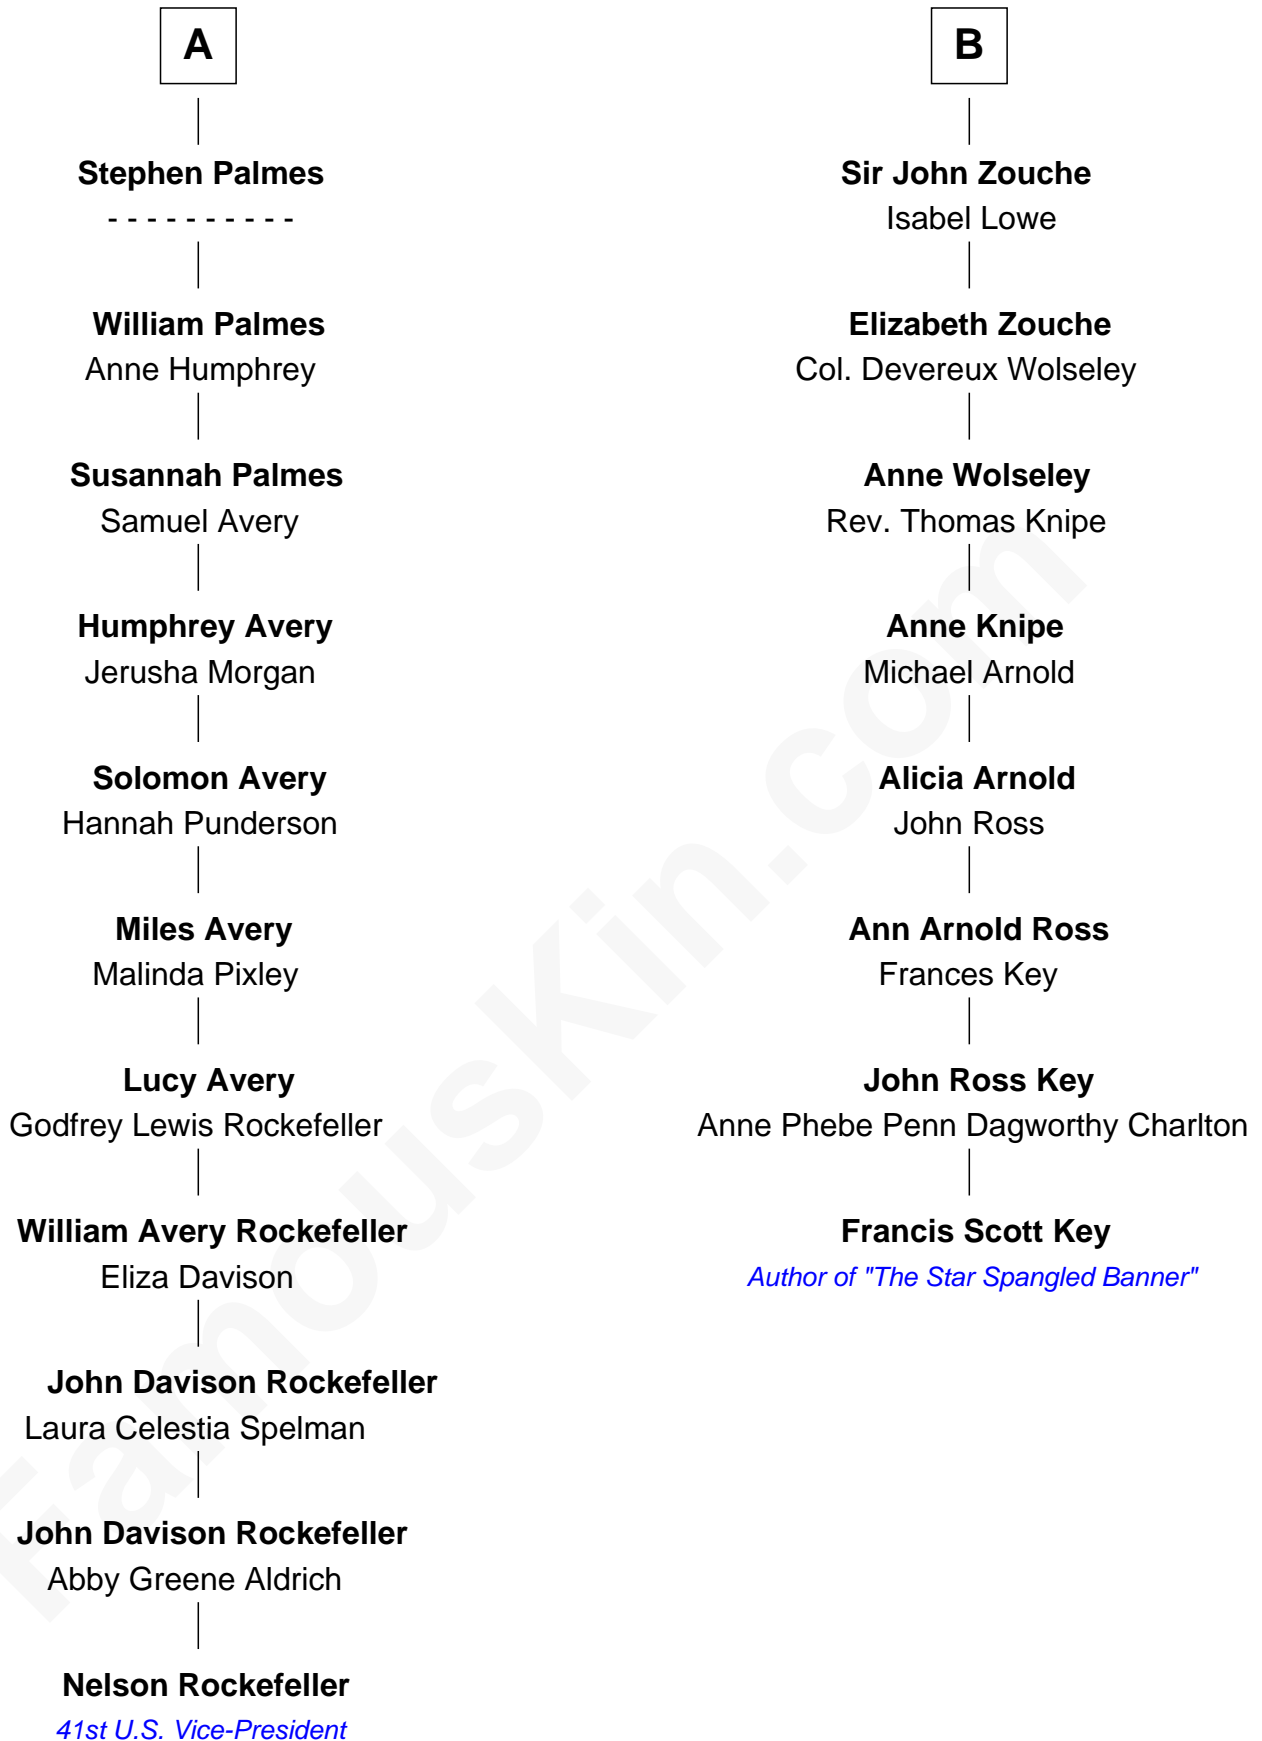 A
Stephen Palmes
- - - - - - - - - -
William Palmes
Anne Humphrey
Susannah Palmes
Samuel Avery
Humphrey Avery
Jerusha Morgan
Solomon Avery
Hannah Punderson
Miles Avery
Malinda Pixley
Lucy Avery
Godfrey Lewis Rockefeller
William Avery Rockefeller
Eliza Davison
John Davison Rockefeller
Laura Celestia Spelman
John Davison Rockefeller
Abby Greene Aldrich
Nelson Rockefeller
41st U.S. Vice-President
B
Sir John Zouche
Isabel Lowe
Elizabeth Zouche
Col. Devereux Wolseley
Anne Wolseley
Rev. Thomas Knipe
Anne Knipe
Michael Arnold
Alicia Arnold
John Ross
Ann Arnold Ross
Frances Key
John Ross Key
Anne Phebe Penn Dagworthy Charlton
Francis Scott Key
Author of "The Star Spangled Banner"
FamousKin.com